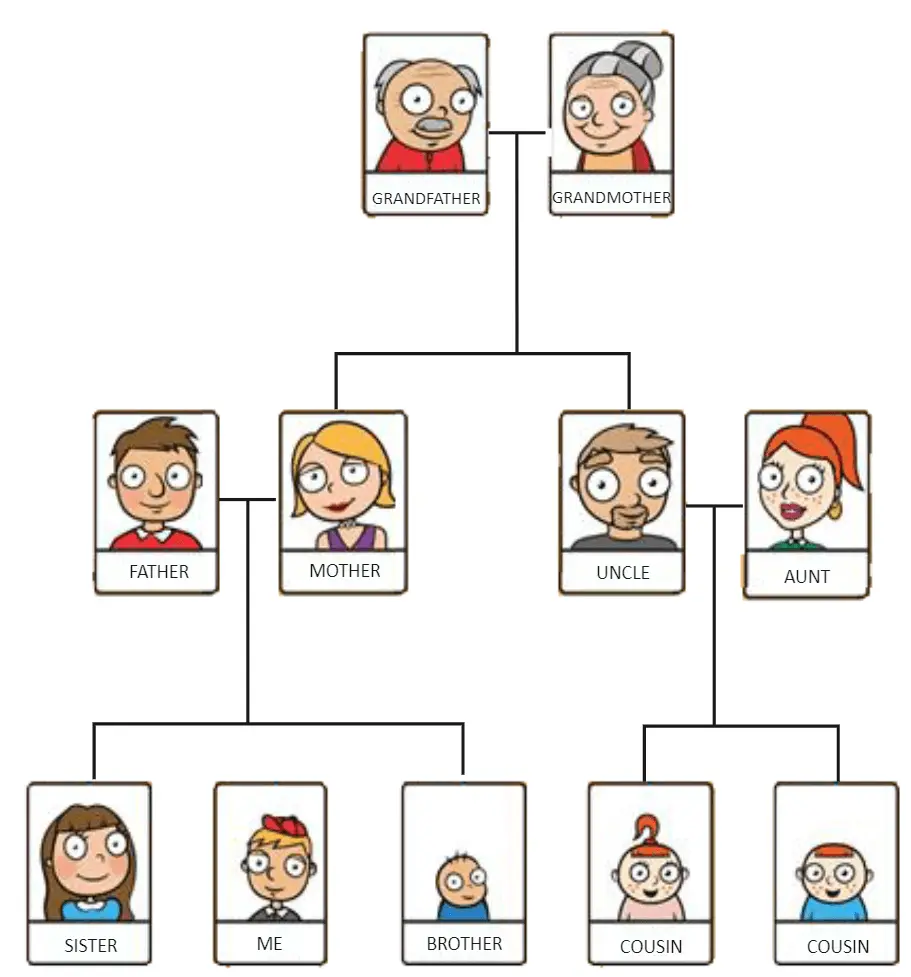 GRANDFATHER
GRANDMOTHER
FATHER
MOTHER
UNCLE
AUNT
SISTER
ME
BROTHER
COUSIN
COUSIN